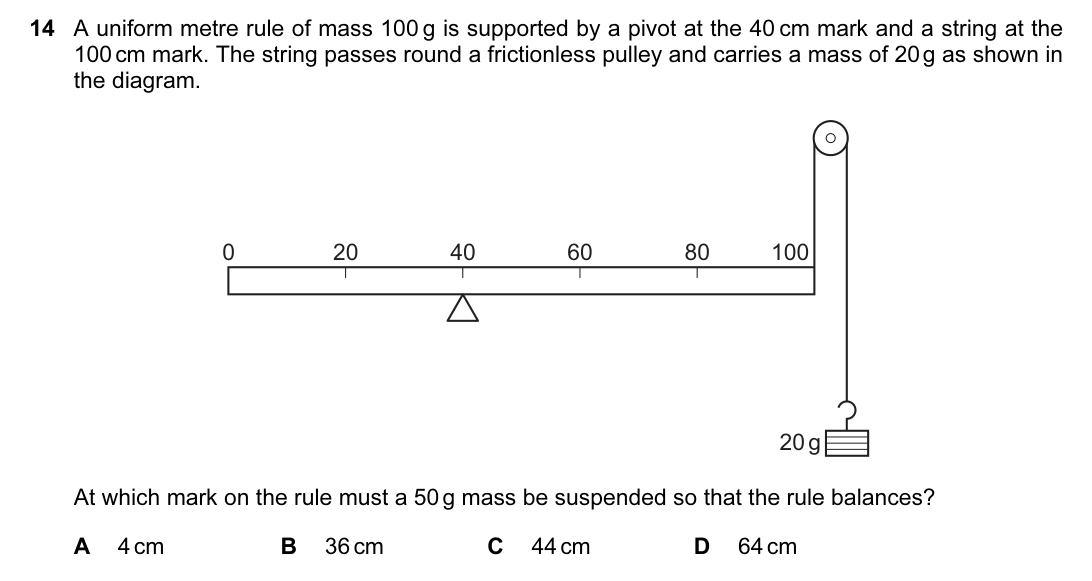 14 A uniform metre rule of mass 100 g is supported by a pivot at the 40 cm mark and a string at the
100 cm mark. The string passes round a frictionless pulley and carries a mass of 20 g as shown in
the diagram.
0 20 40 60 80 100
20 g
At which mark on the rule must a 50 g mass be suspended so that the rule balances?
A 4 cm B 36 cm C 44 cm D 64 cm